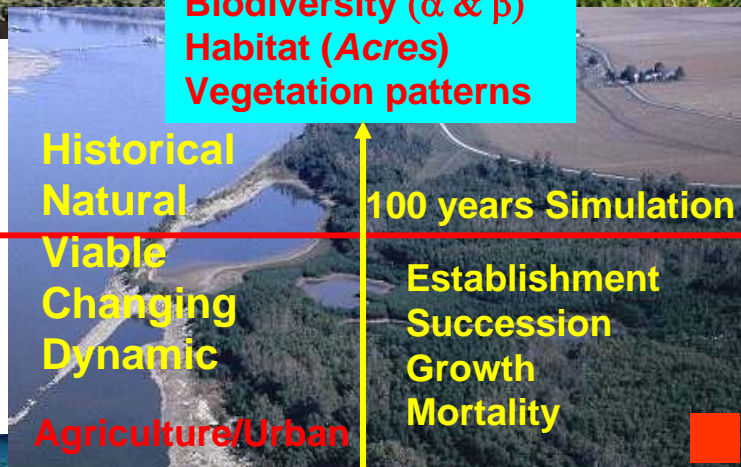 Biodiversity (α & β)
Habitat (Acres)
Vegetation patterns
Historical
Natural
Viable
Changing
Dynamic
Agriculture/Urban
100 years Simulation
Establishment
Succession
Growth
Mortality